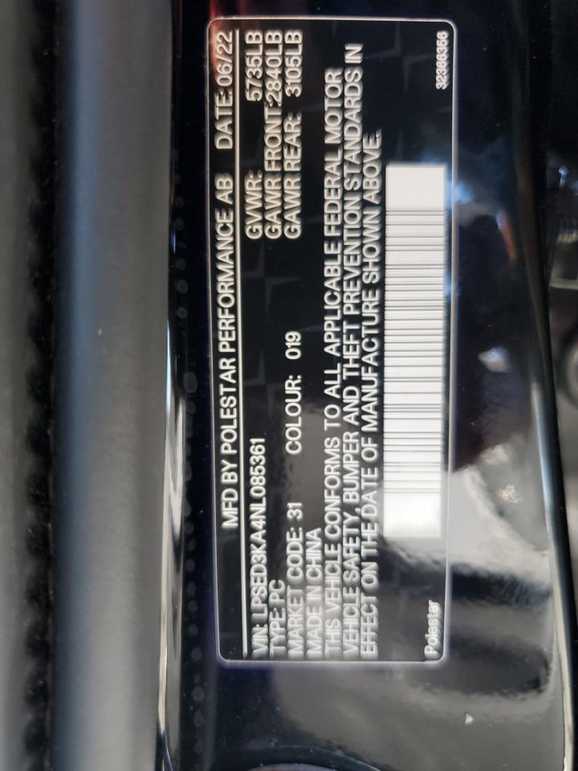 MFD BY POLESTAR PERFORMANCE AB DATE: 06/22
VIN: LPSED3KA4NL085361 GVWR: 5735LB
TYPE: PC GAWR FRONT:2840LB
MARKET CODE: 31 COLOUR: 019 GAWR REAR: 3105LB
MADE IN CHINA
THIS VEHICLE CONFORMS TO ALL APPLICABLE FEDERAL MOTOR
VEHICLE SAFETY, BUMPER AND THEFT PREVENTION STANDARDS IN
EFFECT ON THE DATE OF MANUFACTURE SHOWN ABOVE.
Polestar 32386356